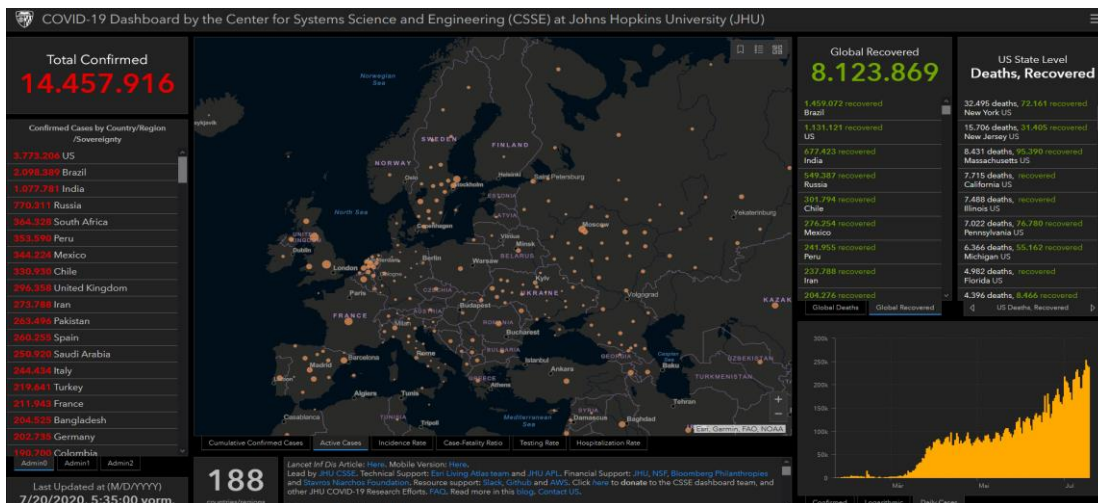 COVID-19 Dashboard by the Center for Systems Science and Engineering (CSSE) at Johns Hopkins University (JHU)
Total Confirmed
14.457.916
Confirmed Cases by Country/Region
/Sovereignty
3.773.206 US
2.098.389 Brazil
1.077.781 India
770.311 Russia
364.328 South Africa
353.590 Peru
344.224 Mexico
330.930 Chile
296.358 United Kingdom
273.788 Iran
263.496 Pakistan
260.255 Spain
250.920 Saudi Arabia
244.434 Italy
219.641 Turkey
211.943 France
204.525 Bangladesh
202.735 Germany
190.700 Colombia
Admin0 Admin1 Admin2
Last Updated at (M/D/YYYY)
7/20/2020, 5:35:00 vorm.
Norwegian
Sea
SWEDEN
FINLAND
NORWAY
Oslo
Helsinki
Saint Petersburg
Stockholm
ESTONIA
LATVIA
North Sea
Copenhagen
Moscow
Yekaterinburg
Vilnius
Minsk
BELARUS
UNITED
Dublin
London
Berlin
Warsaw
Paris
CZECHIA
Kyiv
UKRAINE
Volgograd
KAZAK
FRANCE
AUSTRIA
Budapest
Milan
ROMANIA
Bucharest
BULGARIA
Barcelona
Madrid
Rome
Istanbul
Ankara
GEORGIA
Caspian
Sea
Baku
UZBEKISTAN
TURKMENISTAN
GREECE
Athens
Algiers
Tunis
Tehran
Casablanca
TUNISIA
Tripoli
Mediterranean
Sea
SYRIA
Damascus
Baghdad
Esri, Garmin, FAO, NOAA
Cumulative Confirmed Cases Active Cases Incidence Rate Case-Fatality Ratio Testing Rate Hospitalization Rate
188
countries/regions
Lancet Inf Dis Article: Here. Mobile Version: Here.
Lead by JHU CSSE. Technical Support: Esri Living Atlas team and JHU APL. Financial Support: JHU, NSF, Bloomberg Philanthropies
and Stavros Niarchos Foundation. Resource support: Slack, Github and AWS. Click here to donate to the CSSE dashboard team, and
other JHU COVID-19 Research Efforts. FAQ. Read more in this blog. Contact US.
Global Recovered
8.123.869
1.459.072 recovered
Brazil
1.131.121 recovered
US
677.423 recovered
India
549.387 recovered
Russia
301.794 recovered
Chile
276.254 recovered
Mexico
241.955 recovered
Peru
237.788 recovered
Iran
204.276 recovered
Global Deaths Global Recovered
US State Level
Deaths, Recovered
32.495 deaths, 72.161 recovered
New York US
15.706 deaths, 31.405 recovered
New Jersey US
8.431 deaths, 95.390 recovered
Massachusetts US
7.715 deaths, recovered
California US
7.488 deaths, recovered
Illinois US
7.022 deaths, 76.780 recovered
Pennsylvania US
6.366 deaths, 55.162 recovered
Michigan US
4.982 deaths, recovered
Florida US
4.396 deaths, 8.466 recovered
US Deaths, Recovered
300k
250k
200k
150k
100k
50k
0
Mär Mai Jul
Confirmed Logarithmic Daily Cases